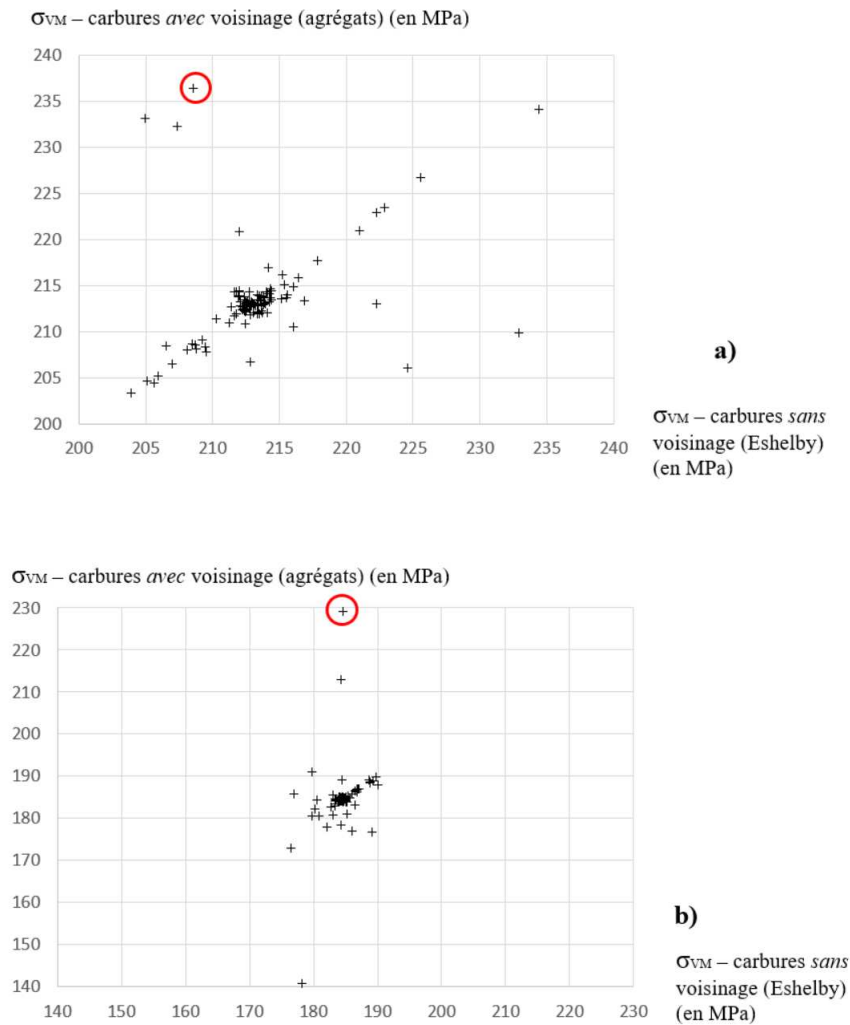 σVM – carbures avec voisinage (agrégats) (en MPa)
240
235
230
225
220
215
210
205
200
200 205 210 215 220 225 230 235 240
a)
σVM – carbures sans
voisinage (Eshelby)
(en MPa)
σVM – carbures avec voisinage (agrégats) (en MPa)
230
220
210
200
190
180
170
160
150
140
140 150 160 170 180 190 200 210 220 230
b)
σVM – carbures sans
voisinage (Eshelby)
(en MPa)